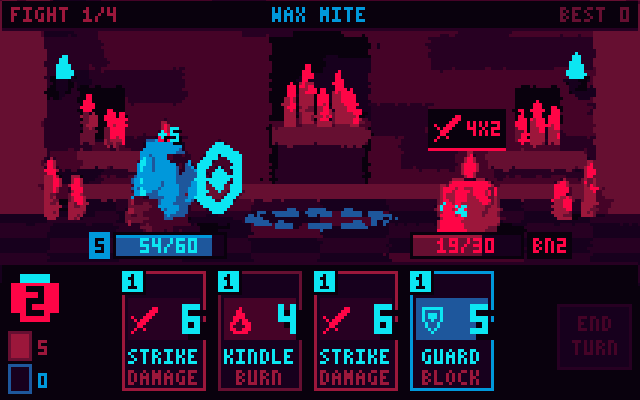 FIGHT 1/4
WAX MITE
BEST 0
+5
4X2
5
54/60
19/30
BN2
2
5
0
1
6
STRIKE
DAMAGE
1
4
KINDLE
BURN
1
6
STRIKE
DAMAGE
1
5
GUARD
BLOCK
END
TURN